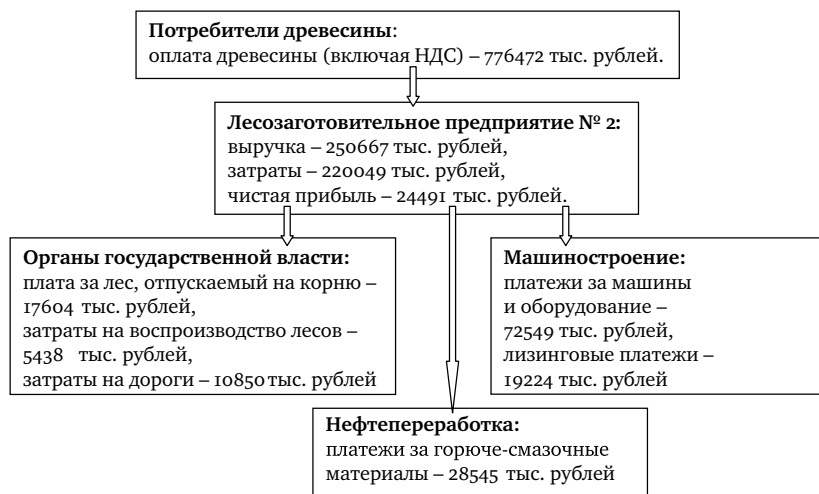 Потребители древесины:
оплата древесины (включая НДС) – 776472 тыс. рублей.
Лесозаготовительное предприятие № 2:
выручка – 250667 тыс. рублей,
затраты – 220049 тыс. рублей,
чистая прибыль – 24491 тыс. рублей.
Органы государственной власти:
плата за лес, отпускаемый на корню –
17604 тыс. рублей,
затраты на воспроизводство лесов –
5438 тыс. рублей,
затраты на дороги – 10850 тыс. рублей
Машиностроение:
платежи за машины
и оборудование –
72549 тыс. рублей,
лизинговые платежи –
19224 тыс. рублей
Нефтепереработка:
платежи за горюче-смазочные
материалы – 28545 тыс. рублей